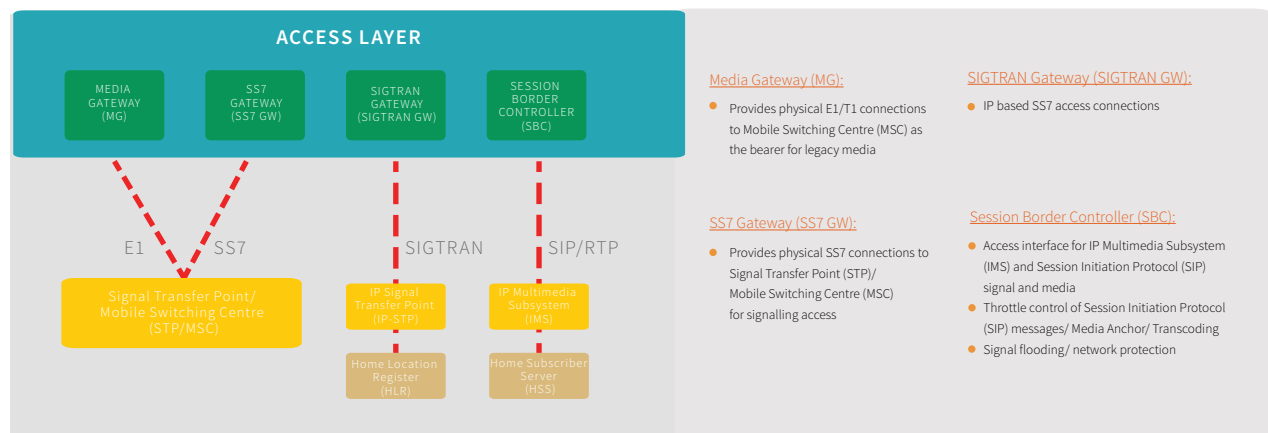 ACCESS LAYER
MEDIA
GATEWAY
(MG)
SS7
GATEWAY
(SS7 GW)
SIGTRAN
GATEWAY
(SIGTRAN GW)
SESSION
BORDER
CONTROLLER
(SBC)
E1
SS7
SIGTRAN
SIP/RTP
Signal Transfer Point/
Mobile Switching Centre
(STP/MSC)
IP Signal
Transfer Point
(IP-STP)
IP Multimedia
Subsystem
(IMS)
Home Location
Register
(HLR)
Home Subscriber
Server
(HSS)
Media Gateway (MG):
Provides physical E1/T1 connections
to Mobile Switching Centre (MSC) as
the bearer for legacy media
SIGTRAN Gateway (SIGTRAN GW):
IP based SS7 access connections
SS7 Gateway (SS7 GW):
Provides physical SS7 connections to
Signal Transfer Point (STP)/
Mobile Switching Centre (MSC)
for signalling access
Session Border Controller (SBC):
Access interface for IP Multimedia Subsystem
(IMS) and Session Initiation Protocol (SIP)
signal and media
Throttle control of Session Initiation Protocol
(SIP) messages/ Media Anchor/ Transcoding
Signal flooding/ network protection